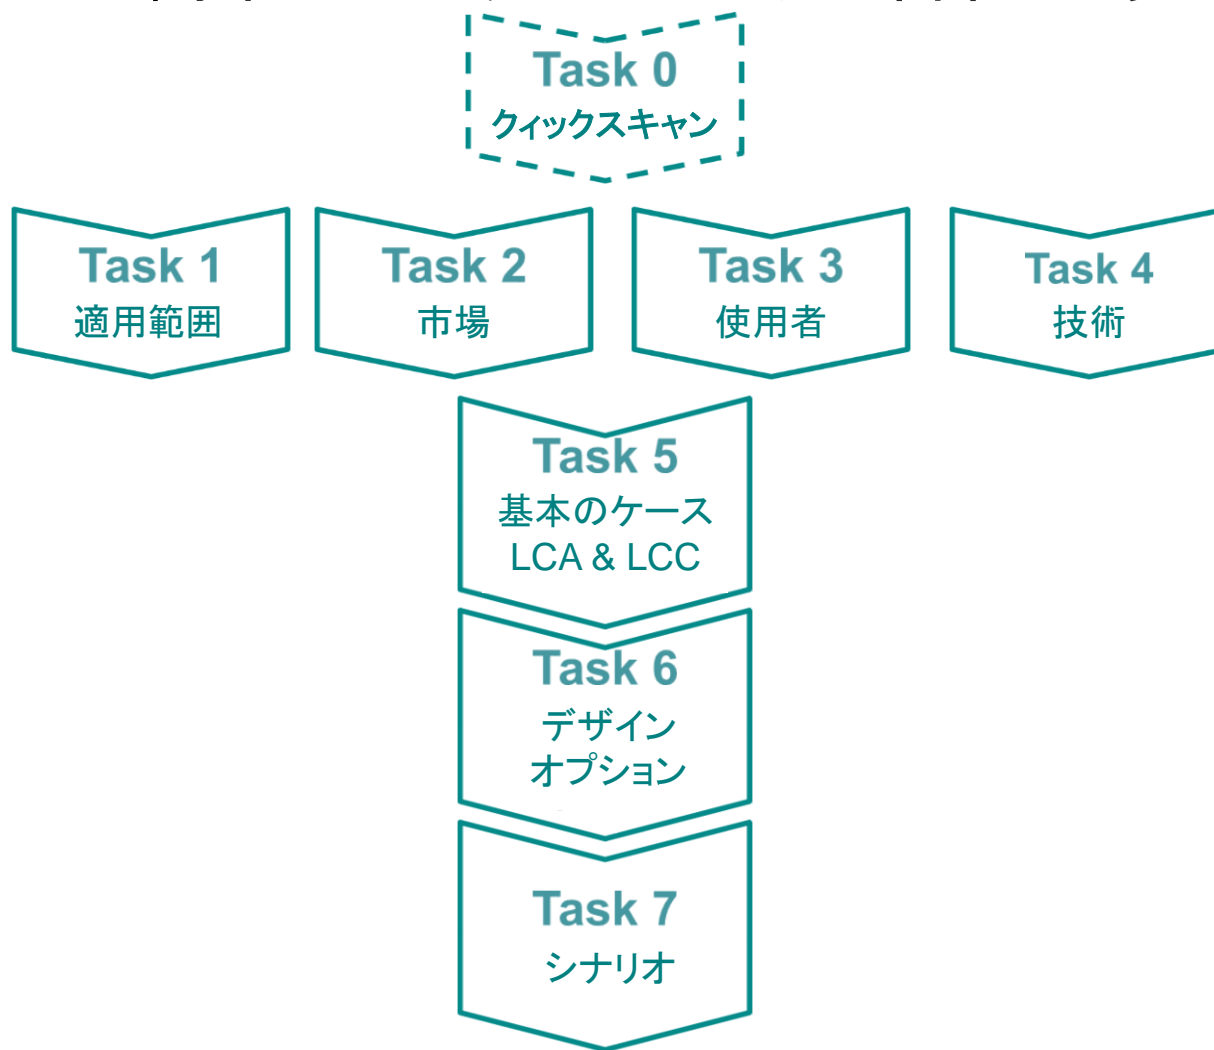 Task 0
クィックスキャン
Task 1
適用範囲
Task 2
市場
Task 3
使用者
Task 4
技術
Task 5
基本のケース
LCA & LCC
Task 6
デザイン
オプション
Task 7
シナリオ